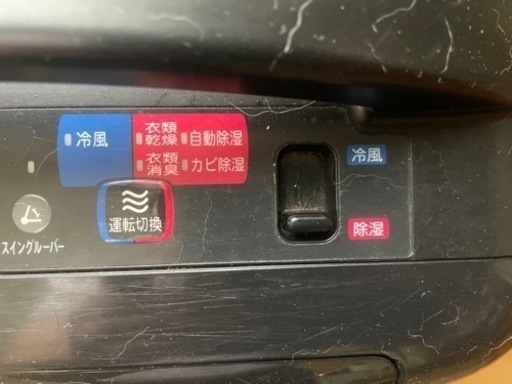 冷風
衣類乾燥
自動除湿
衣類消臭
カビ除湿
運転切換
スイングルーバー
冷風
除湿